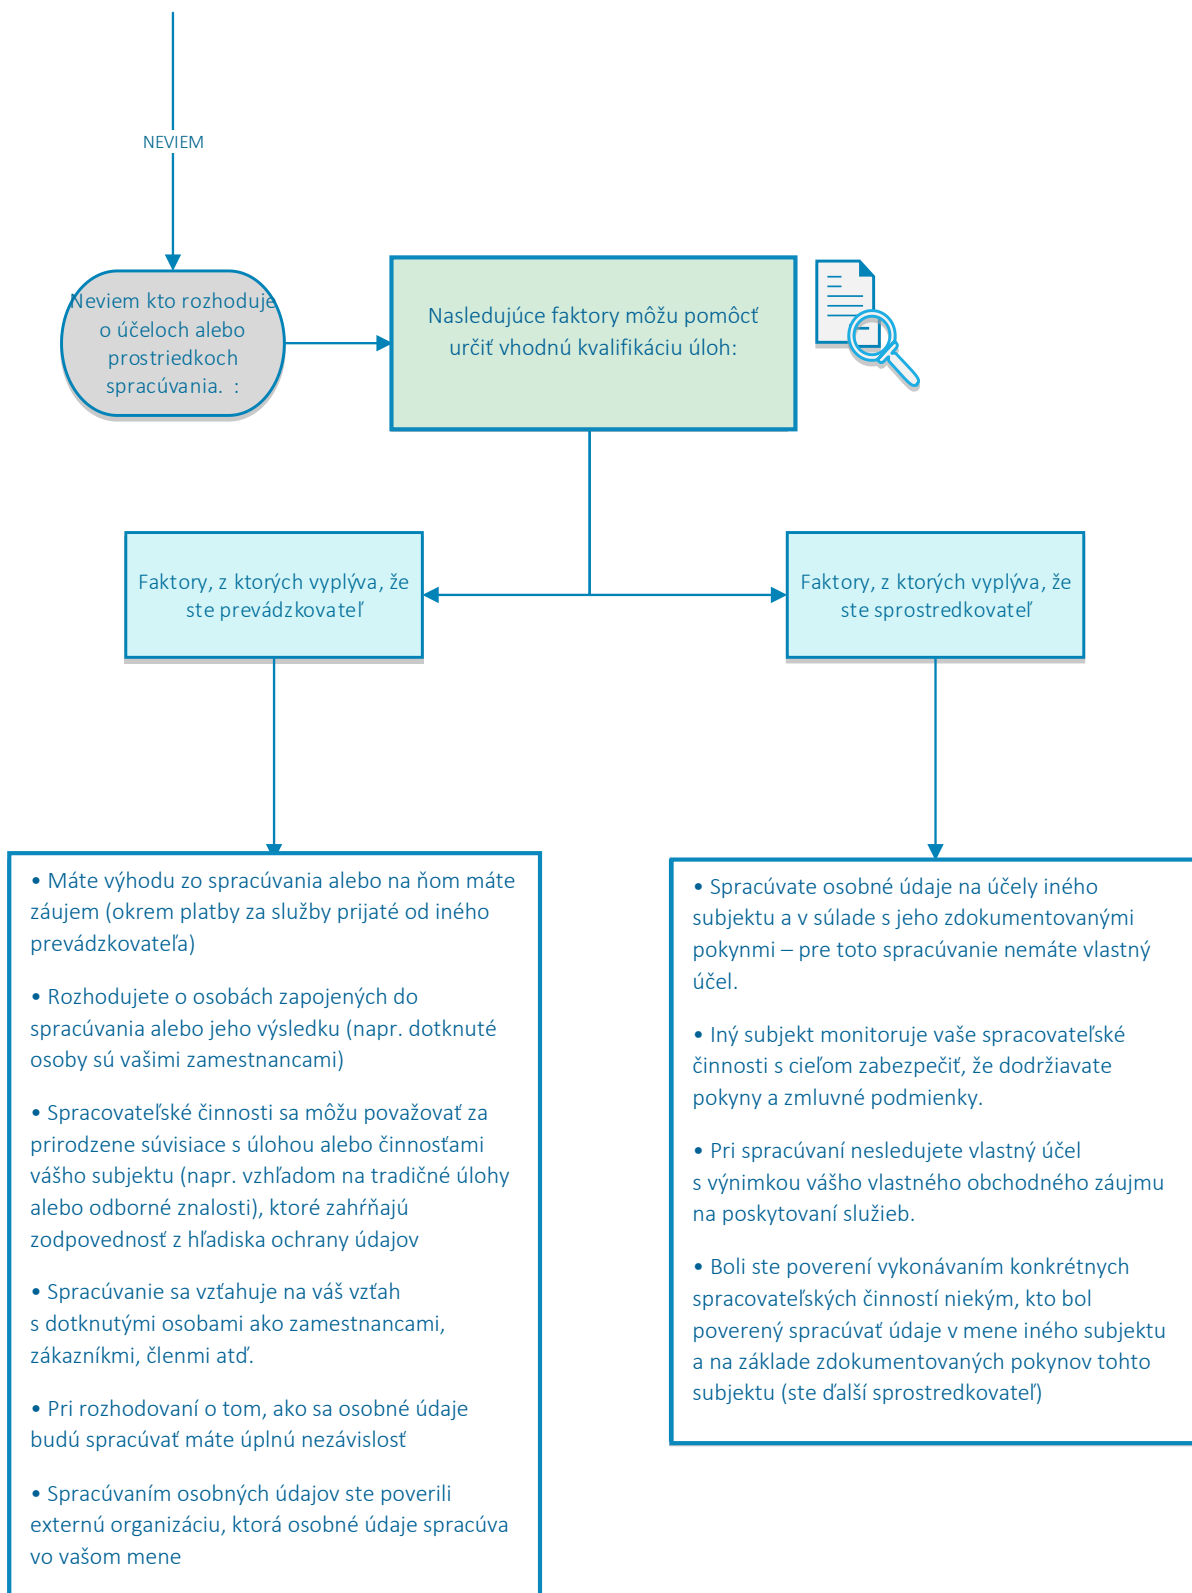 NEVIEM
Neviem kto rozhoduje
o účeloch alebo
prostriedkoch
spracúvania.  :
Nasledujúce faktory môžu pomôcť
určiť vhodnú kvalifikáciu úloh:
Faktory, z ktorých vyplýva, že
ste prevádzkovateľ
Faktory, z ktorých vyplýva, že
ste sprostredkovateľ
• Máte výhodu zo spracúvania alebo na ňom máte
záujem (okrem platby za služby prijaté od iného
prevádzkovateľa)
• Rozhodujete o osobách zapojených do
spracúvania alebo jeho výsledku (napr. dotknuté
osoby sú vašimi zamestnancami)
• Spracovateľské činnosti sa môžu považovať za
prirodzene súvisiace s úlohou alebo činnosťami
vášho subjektu (napr. vzhľadom na tradičné úlohy
alebo odborné znalosti), ktoré zahŕňajú
zodpovednosť z hľadiska ochrany údajov
• Spracúvanie sa vzťahuje na váš vzťah
s dotknutými osobami ako zamestnancami,
zákazníkmi, členmi atď.
• Pri rozhodovaní o tom, ako sa osobné údaje
budú spracúvať máte úplnú nezávislosť
• Spracúvaním osobných údajov ste poverili
externú organizáciu, ktorá osobné údaje spracúva
vo vašom mene
• Spracúvate osobné údaje na účely iného
subjektu a v súlade s jeho zdokumentovanými
pokynmi – pre toto spracúvanie nemáte vlastný
účel.
• Iný subjekt monitoruje vaše spracovateľské
činnosti s cieľom zabezpečiť, že dodržiavate
pokyny a zmluvné podmienky.
• Pri spracúvaní nesledujete vlastný účel
s výnimkou vášho vlastného obchodného záujmu
na poskytovaní služieb.
• Boli ste poverení vykonávaním konkrétnych
spracovateľských činností niekým, kto bol
poverený spracúvať údaje v mene iného subjektu
a na základe zdokumentovaných pokynov tohto
subjektu (ste ďalší sprostredkovateľ)